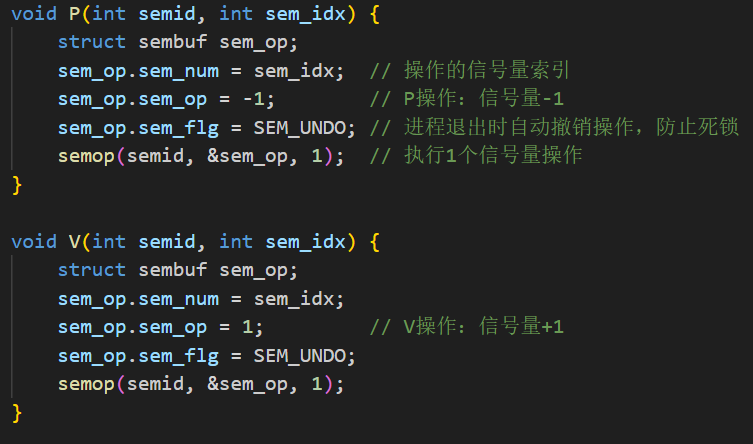 void P(int semid, int sem_idx) {
    struct sembuf sem_op;
    sem_op.sem_num = sem_idx;  // 操作的信号量索引
    sem_op.sem_op = -1;        // P操作：信号量-1
    sem_op.sem_flg = SEM_UNDO; // 进程退出时自动撤销操作，防止死锁
    semop(semid, &sem_op, 1);  // 执行1个信号量操作
}

void V(int semid, int sem_idx) {
    struct sembuf sem_op;
    sem_op.sem_num = sem_idx;
    sem_op.sem_op = 1;         // V操作：信号量+1
    sem_op.sem_flg = SEM_UNDO;
    semop(semid, &sem_op, 1);
}